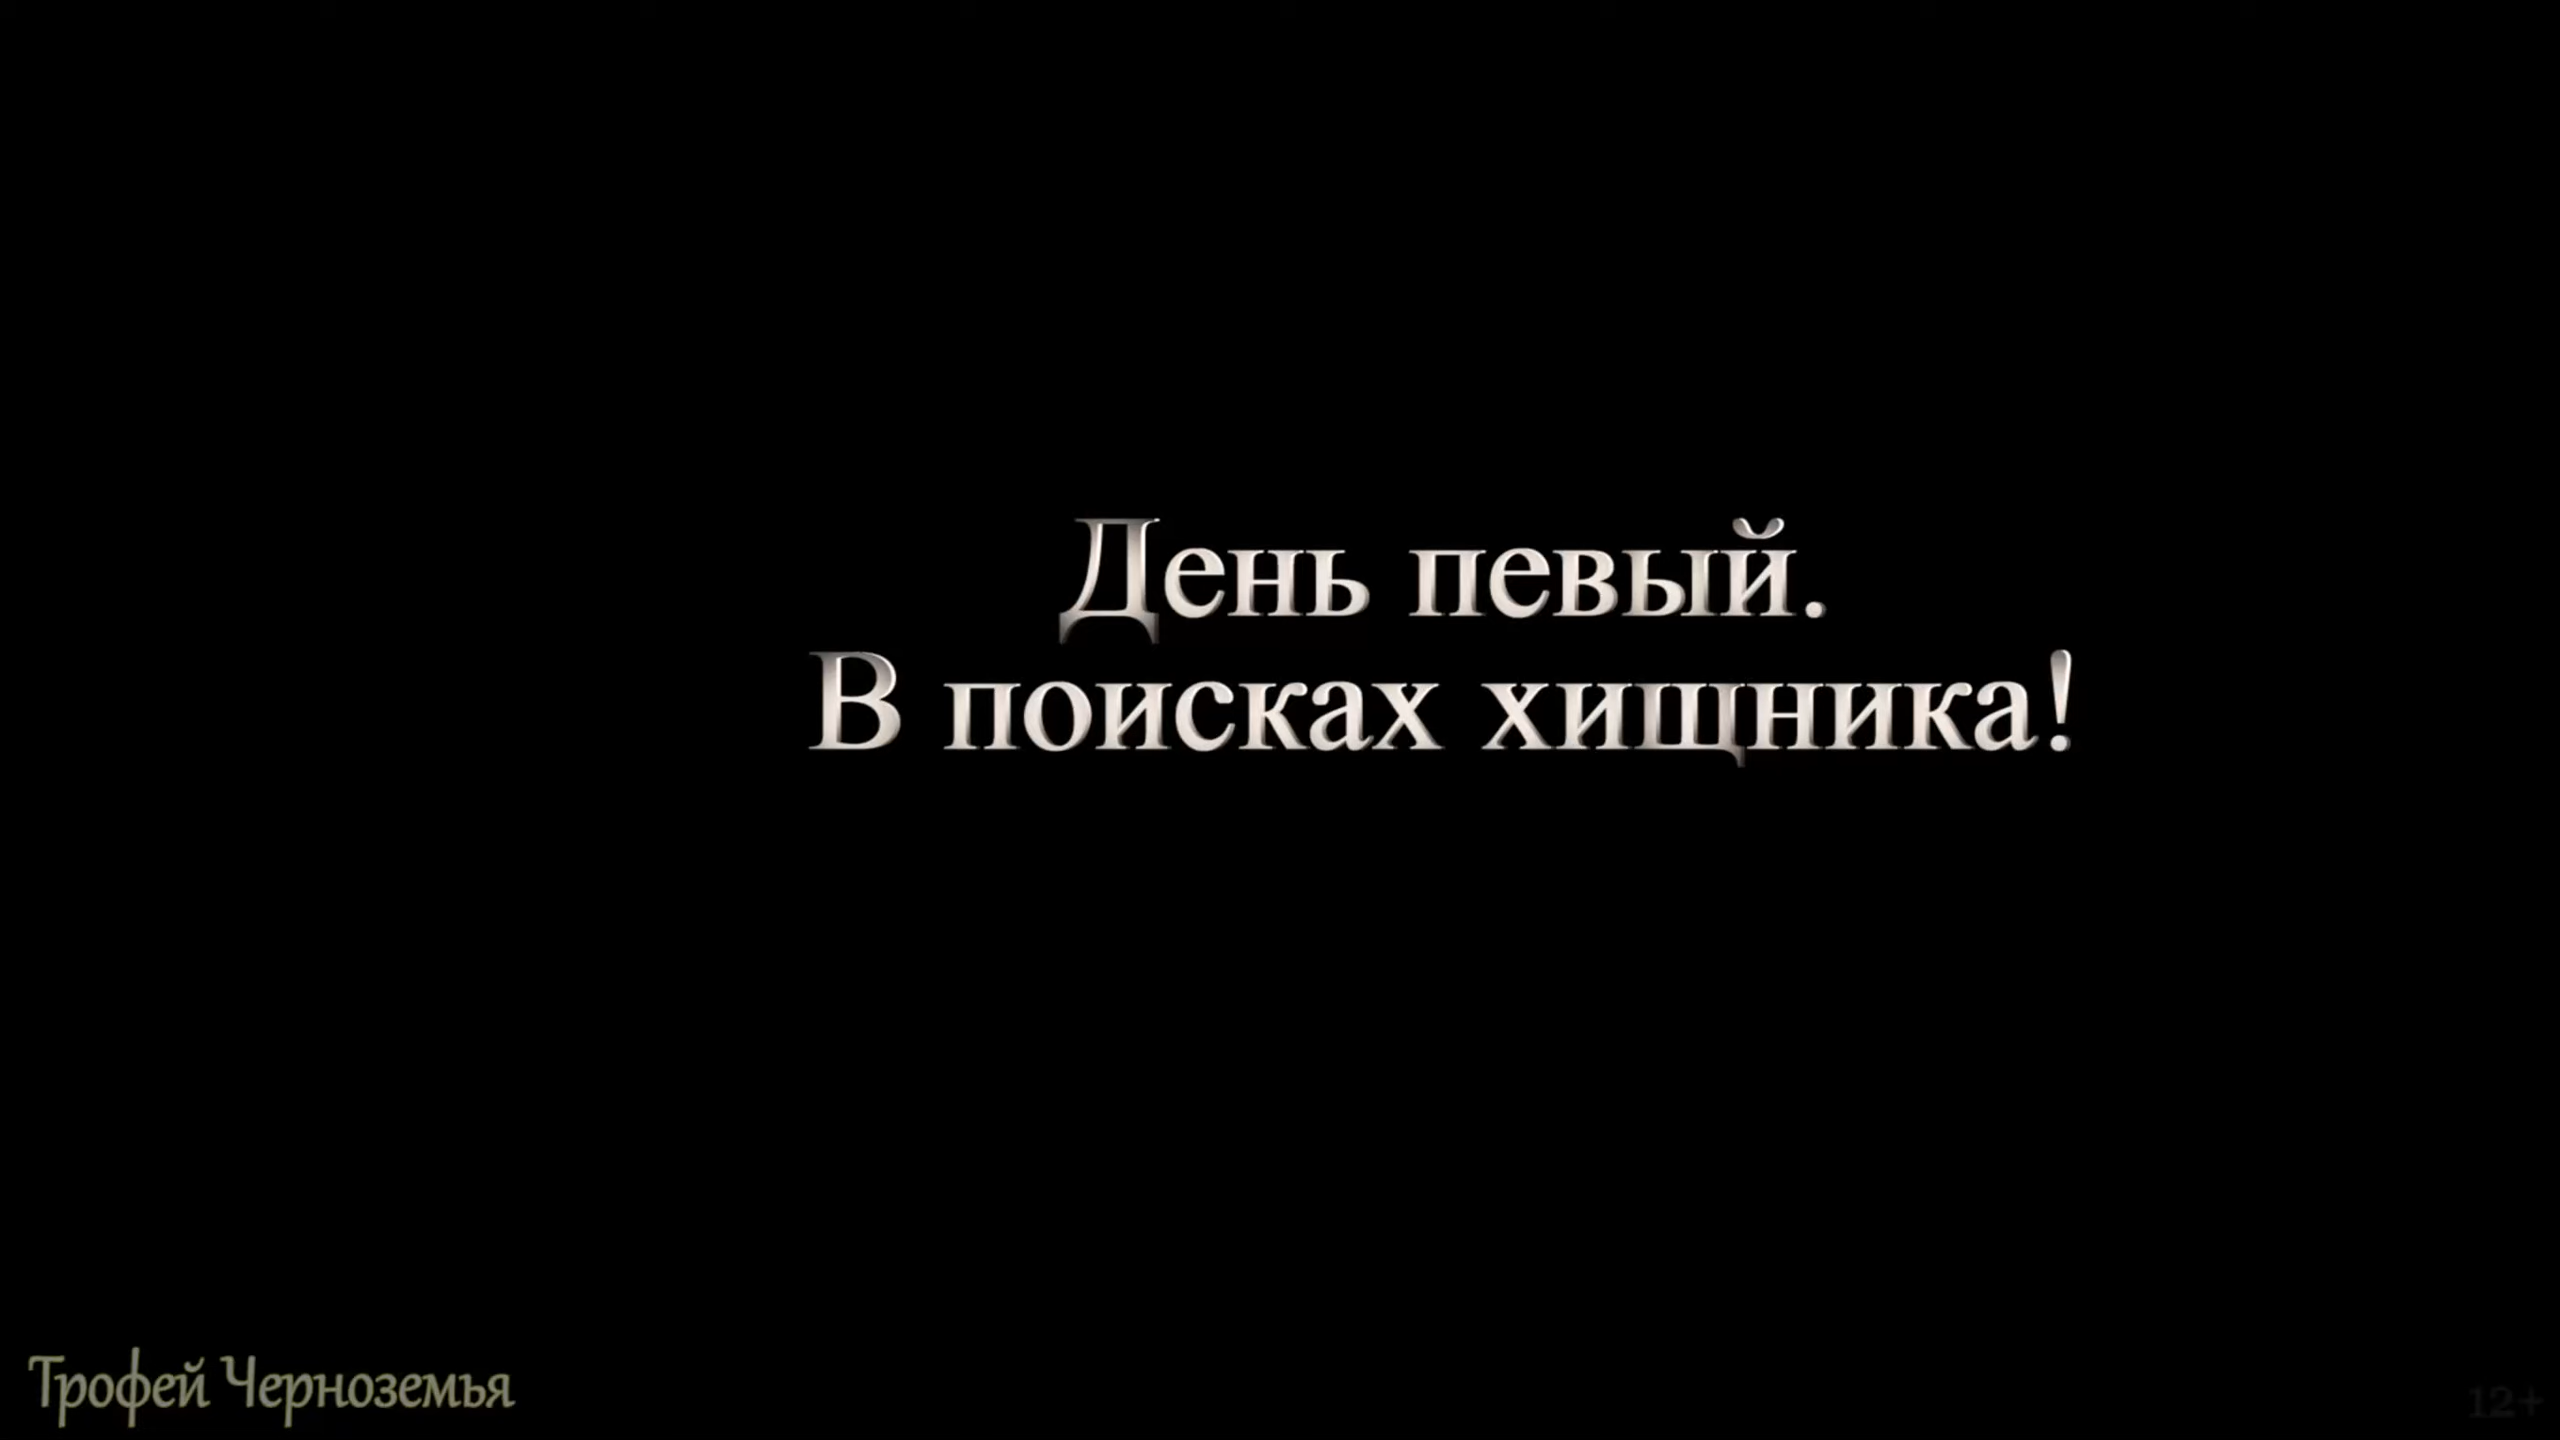 День певый.
В поисках хищника!
Трофей Черноземья
12+